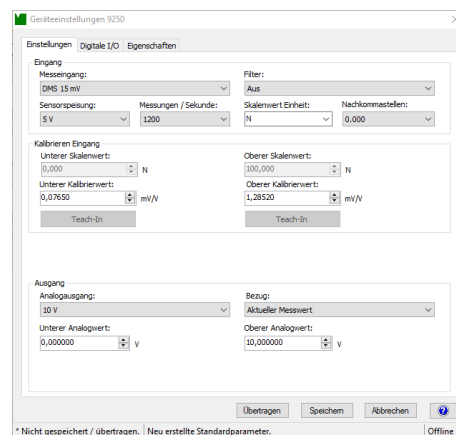 Geräteeinstellungen 9250
Einstellungen Digitale I/O Eigenschaften
Eingang
Messeingang: Filter:
DMS 15 mV Aus
Sensorspeisung: Messungen / Sekunde: Skalenwert Einheit: Nachkommastellen:
5 V 1200 N 0.000
Kalibrieren Eingang
Unterer Skalenwert: Oberer Skalenwert:
0,000 N 100,000 N
Unterer Kalibrierwert: Oberer Kalibrierwert:
0,07650 mV/V 1,28520 mV/V
Teach-In Teach-In
Ausgang
Analogausgang: Bezug:
10 V Aktueller Messwert
Unterer Analogwert: Oberer Analogwert:
0,000000 V 10,000000 V
Übertragen Speichern Abbrechen ?
* Nicht gespeichert / übertragen. Neu erstellte Standardparameter. Offline